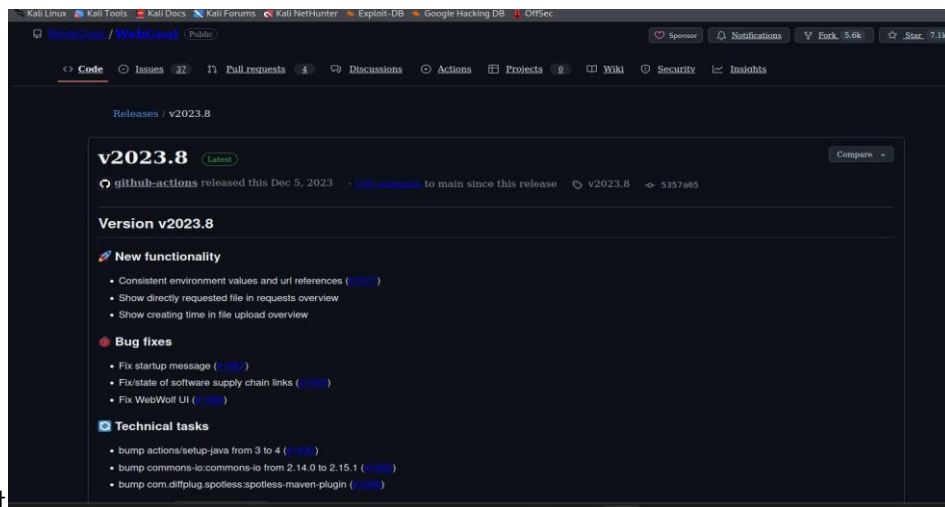 Kali Linux Kali Tools Kali Docs Kali Forums Kali NetHunter Exploit-DB Google Hacking DB OffSec
WebGoat / WebGoat Public Sponsor Notifications Fork 5.6k Star 7.1k
Code Issues 37 Pull requests 4 Discussions Actions Projects 0 Wiki Security Insights
Releases / v2023.8
v2023.8 Latest Compare
github-actions released this Dec 5, 2023 · to main since this release v2023.8 5357a65
Version v2023.8
New functionality
• Consistent environment values and url references (
• Show directly requested file in requests overview
• Show creating time in file upload overview
Bug fixes
• Fix startup message (
• Fix/state of software supply chain links (
• Fix WebWolf UI (
Technical tasks
• bump actions/setup-java from 3 to 4 (
• bump commons-io:commons-io from 2.14.0 to 2.15.1 (
• bump com.diffplug.spotless:spotless-maven-plugin (